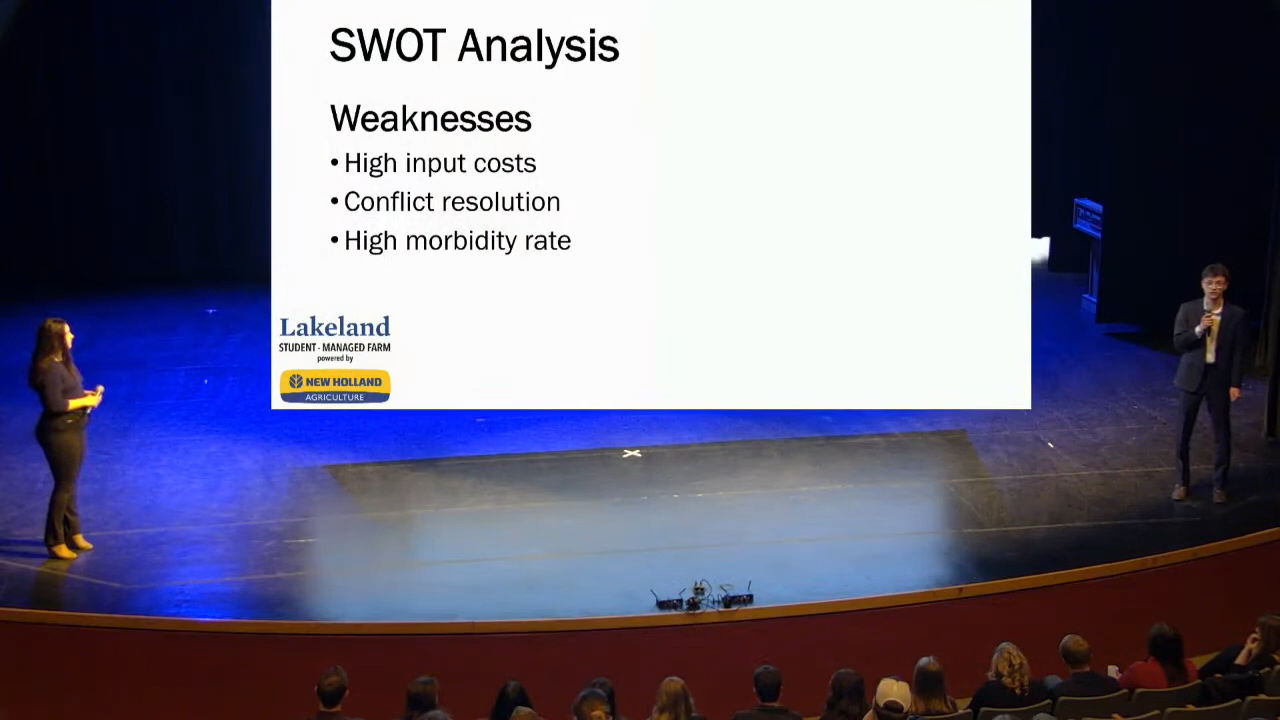 SWOT Analysis
Weaknesses
• High input costs
• Conflict resolution
• High morbidity rate
Lakeland
STUDENT - MANAGED FARM
powered by
NEW HOLLAND
AGRICULTURE